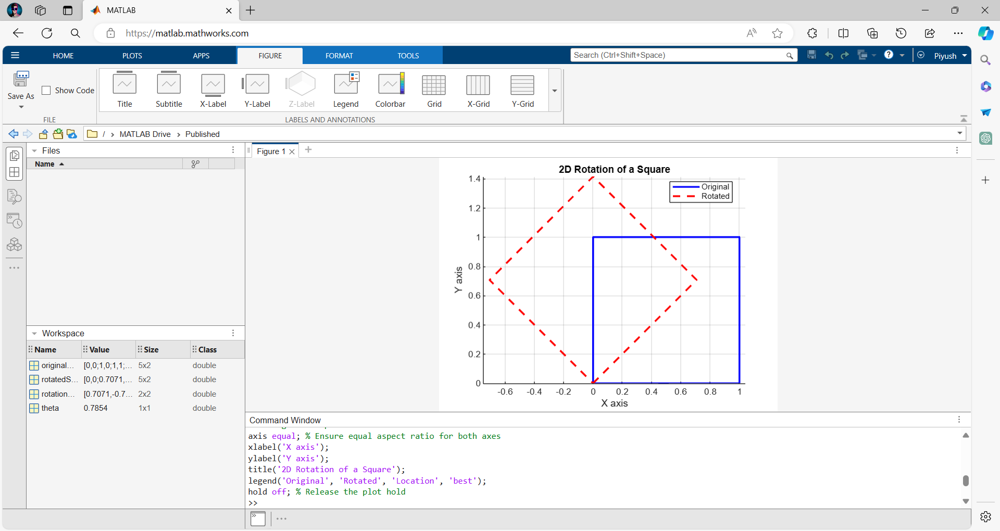 MATLAB
https://matlab.mathworks.com
HOME PLOTS APPS FIGURE FORMAT TOOLS Search (Ctrl+Shift+Space) Piyush
Save As
Show Code
Title Subtitle X-Label Y-Label Z-Label Legend Colorbar Grid X-Grid Y-Grid
FILE LABELS AND ANNOTATIONS
/ › MATLAB Drive › Published
Files
Name
Figure 1
2D Rotation of a Square
Original
Rotated
1.4
1.2
1
0.8
0.6
0.4
0.2
0
Y axis
-0.6 -0.4 -0.2 0 0.2 0.4 0.6 0.8 1
X axis
Workspace
Name Value Size Class
original... [0,0;1,0;1,1;... 5x2 double
rotatedS... [0,0;0.7071,... 5x2 double
rotation... [0.7071,-0.7... 2x2 double
theta 0.7854 1x1 double
Command Window
axis equal; % Ensure equal aspect ratio for both axes
xlabel('X axis');
ylabel('Y axis');
title('2D Rotation of a Square');
legend('Original', 'Rotated', 'Location', 'best');
hold off; % Release the plot hold
>>